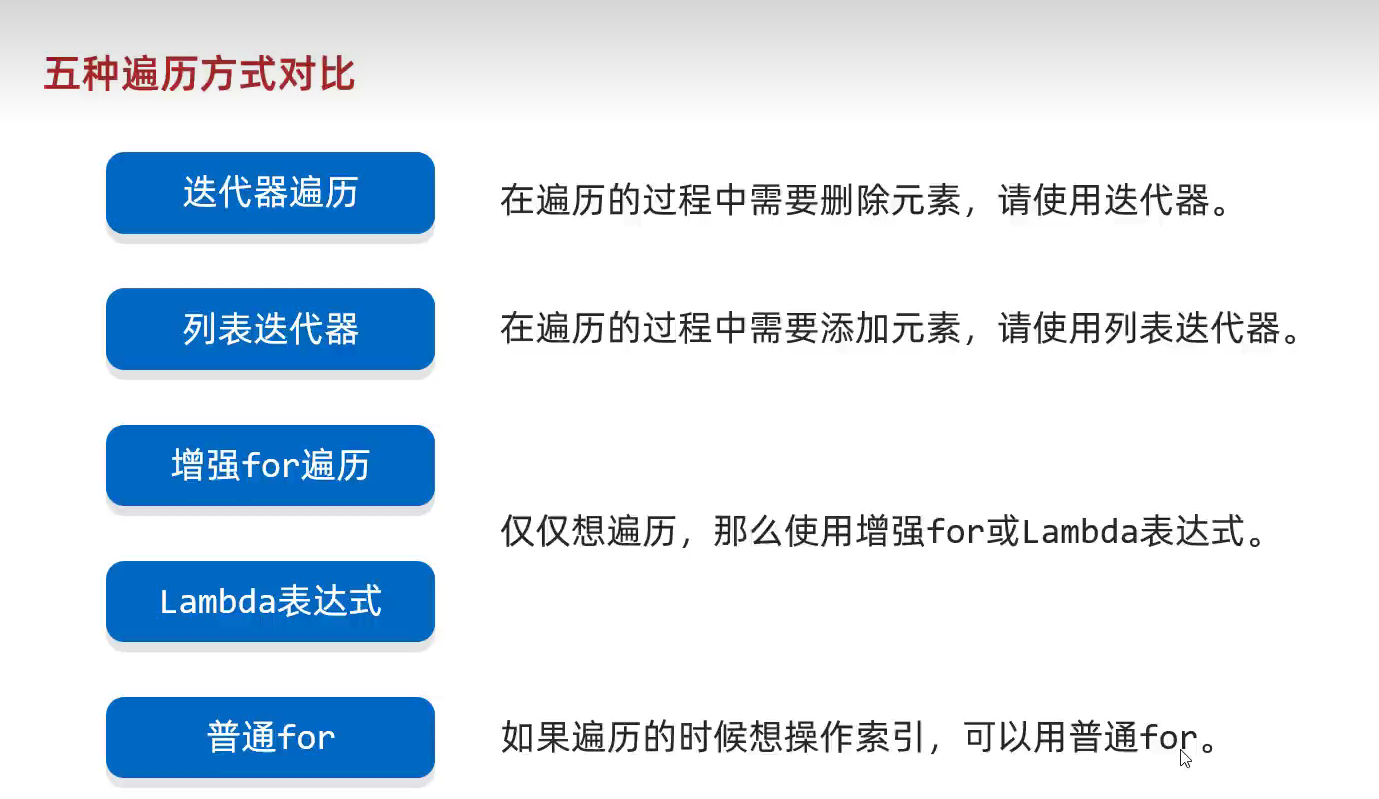 五种遍历方式对比
迭代器遍历
在遍历的过程中需要删除元素，请使用迭代器。
列表迭代器
在遍历的过程中需要添加元素，请使用列表迭代器。
增强for遍历
仅仅想遍历，那么使用增强for或Lambda表达式。
Lambda表达式
普通for
如果遍历的时候想操作索引，可以用普通for。